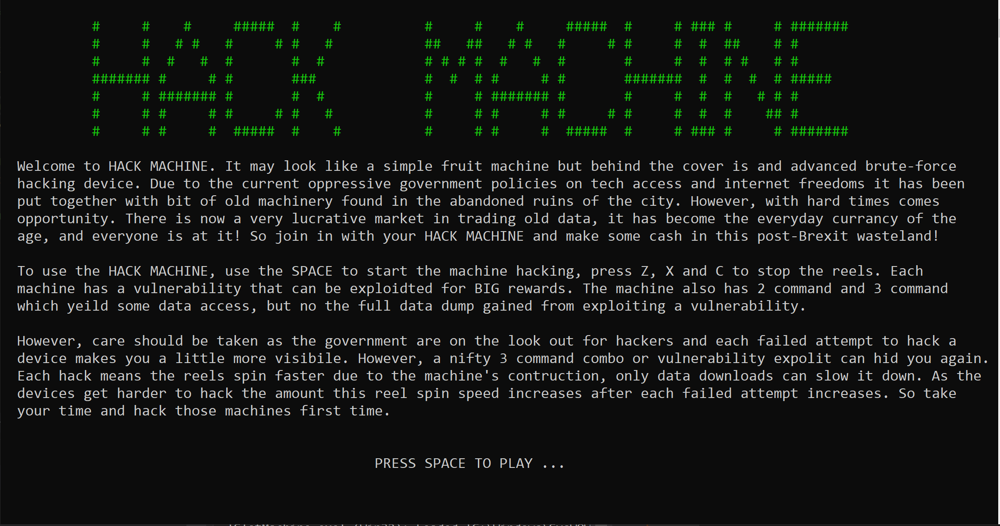 HACK MACHINE
Welcome to HACK MACHINE. It may look like a simple fruit machine but behind the cover is and advanced brute-force
hacking device. Due to the current oppressive government policies on tech access and internet freedoms it has been
put together with bit of old machinery found in the abandoned ruins of the city. However, with hard times comes
opportunity. There is now a very lucrative market in trading old data, it has become the everyday currancy of the
age, and everyone is at it! So join in with your HACK MACHINE and make some cash in this post-Brexit wasteland!
To use the HACK MACHINE, use the SPACE to start the machine hacking, press Z, X and C to stop the reels. Each
machine has a vulnerability that can be exploidted for BIG rewards. The machine also has 2 command and 3 command
which yeild some data access, but no the full data dump gained from exploiting a vulnerability.
However, care should be taken as the government are on the look out for hackers and each failed attempt to hack a
device makes you a little more visibile. However, a nifty 3 command combo or vulnerability expolit can hid you again.
Each hack means the reels spin faster due to the machine's contruction, only data downloads can slow it down. As the
devices get harder to hack the amount this reel spin speed increases after each failed attempt increases. So take
your time and hack those machines first time.
PRESS SPACE TO PLAY ...